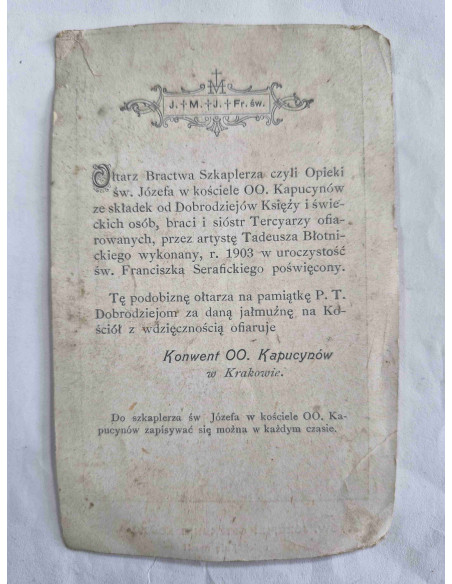 M
J. + M. + J. + Fr. św.
Ołtarz Bractwa Szkaplerza czyli Opieki
św. Józefa w kościele OO. Kapucynów
ze składek od Dobrodziejów Księży i świe-
ckich osób, braci i sióstr Tercyarzy ofia-
rowanych, przez artystę Tadeusza Błotni-
ckiego wykonany, r. 1903 w uroczystość
św. Franciszka Serafickiego poświęcony.
Tę podobiznę ołtarza na pamiątkę P. T.
Dobrodziejom za daną jałmużnę na Ko-
ściół z wdzięcznością ofiaruje
Konwent OO. Kapucynów
w Krakowie.
Do szkaplerza św Józefa w kościele OO. Ka-
pucynów zapisywać się można w każdym czasie.